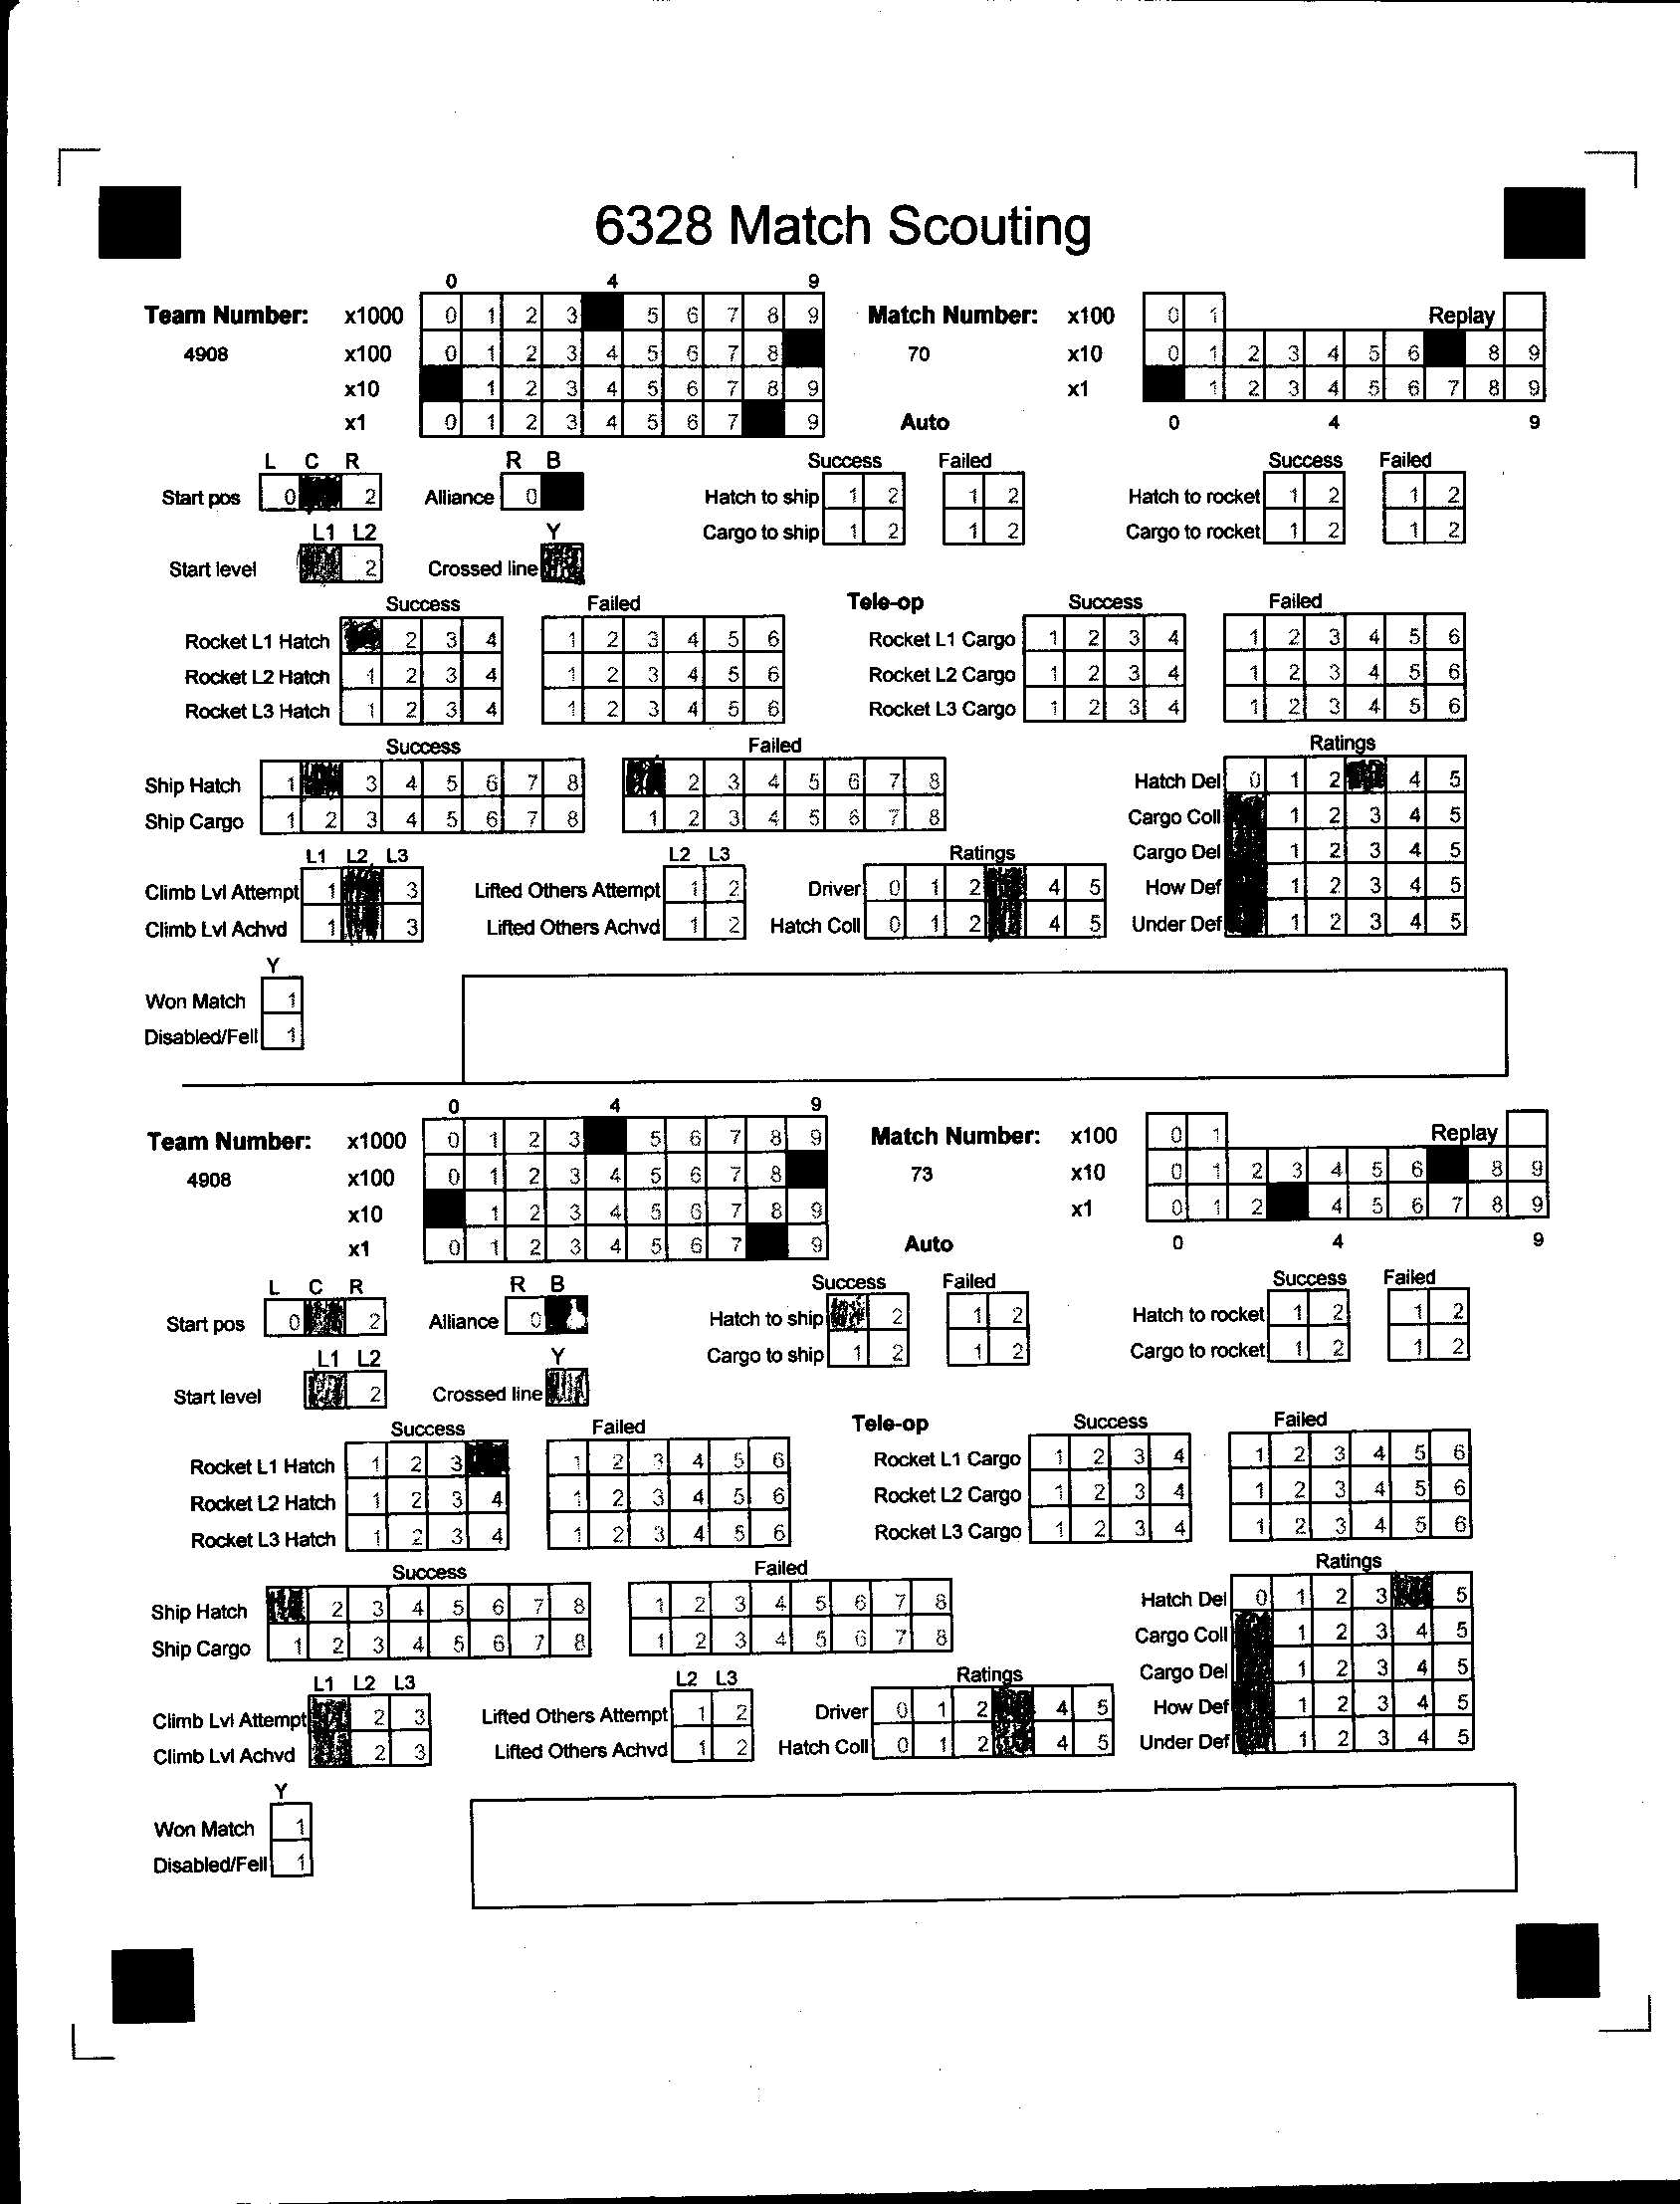 6328 Match Scouting
0 4 9
Team Number: x1000 0 1 2 3 5 6 7 8 9 Match Number: x100 0 1 Replay
4908 x100 0 1 2 3 4 5 6 7 8 70 x10 0 1 2 3 4 5 6 8 9
x10 1 2 3 4 5 6 7 8 9 x1 1 2 3 4 5 6 7 8 9
x1 0 1 2 3 4 5 6 7 9 Auto 0 4 9
L C R R B Success Failed Success Failed
Start pos 0 2 Alliance 0 Hatch to ship 1 2 1 2 Hatch to rocket 1 2 1 2
L1 L2 Y Cargo to ship 1 2 1 2 Cargo to rocket 1 2 1 2
Start level 2 Crossed line
Success Failed Tele-op Success Failed
Rocket L1 Hatch 2 3 4 1 2 3 4 5 6 Rocket L1 Cargo 1 2 3 4 1 2 3 4 5 6
Rocket L2 Hatch 1 2 3 4 1 2 3 4 5 6 Rocket L2 Cargo 1 2 3 4 1 2 3 4 5 6
Rocket L3 Hatch 1 2 3 4 1 2 3 4 5 6 Rocket L3 Cargo 1 2 3 4 1 2 3 4 5 6
Success Failed Ratings
Ship Hatch 1 3 4 5 6 7 8 2 3 4 5 6 7 8 Hatch Del 0 1 2 4 5
Ship Cargo 1 2 3 4 5 6 7 8 1 2 3 4 5 6 7 8 Cargo Coll 1 2 3 4 5
L1 L2 L3 L2 L3 Ratings Cargo Del 1 2 3 4 5
Climb Lvl Attempt 1 3 Lifted Others Attempt 1 2 Driver 0 1 2 4 5 How Def 1 2 3 4 5
Climb Lvl Achvd 1 3 Lifted Others Achvd 1 2 Hatch Coll 0 1 2 4 5 Under Def 1 2 3 4 5
Y
Won Match 1
Disabled/Fell 1
0 4 9
Team Number: x1000 0 1 2 3 5 6 7 8 9 Match Number: x100 0 1 Replay
4908 x100 0 1 2 3 4 5 6 7 8 73 x10 0 1 2 3 4 5 6 8 9
x10 1 2 3 4 5 6 7 8 9 x1 0 1 2 4 5 6 7 8 9
x1 0 1 2 3 4 5 6 7 9 Auto 0 4 9
L C R R B Success Failed Success Failed
Start pos 0 2 Alliance 0 Hatch to ship 2 1 2 Hatch to rocket 1 2 1 2
L1 L2 Y Cargo to ship 1 2 1 2 Cargo to rocket 1 2 1 2
Start level 2 Crossed line
Success Failed Tele-op Success Failed
Rocket L1 Hatch 1 2 3 1 2 3 4 5 6 Rocket L1 Cargo 1 2 3 4 1 2 3 4 5 6
Rocket L2 Hatch 1 2 3 4 1 2 3 4 5 6 Rocket L2 Cargo 1 2 3 4 1 2 3 4 5 6
Rocket L3 Hatch 1 2 3 4 1 2 3 4 5 6 Rocket L3 Cargo 1 2 3 4 1 2 3 4 5 6
Success Failed Ratings
Ship Hatch 2 3 4 5 6 7 8 1 2 3 4 5 6 7 8 Hatch Del 0 1 2 3 5
Ship Cargo 1 2 3 4 5 6 7 8 1 2 3 4 5 6 7 8 Cargo Coll 1 2 3 4 5
L1 L2 L3 L2 L3 Ratings Cargo Del 1 2 3 4 5
Climb Lvl Attempt 2 3 Lifted Others Attempt 1 2 Driver 0 1 2 4 5 How Def 1 2 3 4 5
Climb Lvl Achvd 2 3 Lifted Others Achvd 1 2 Hatch Coll 0 1 2 4 5 Under Def 1 2 3 4 5
Y
Won Match 1
Disabled/Fell 1